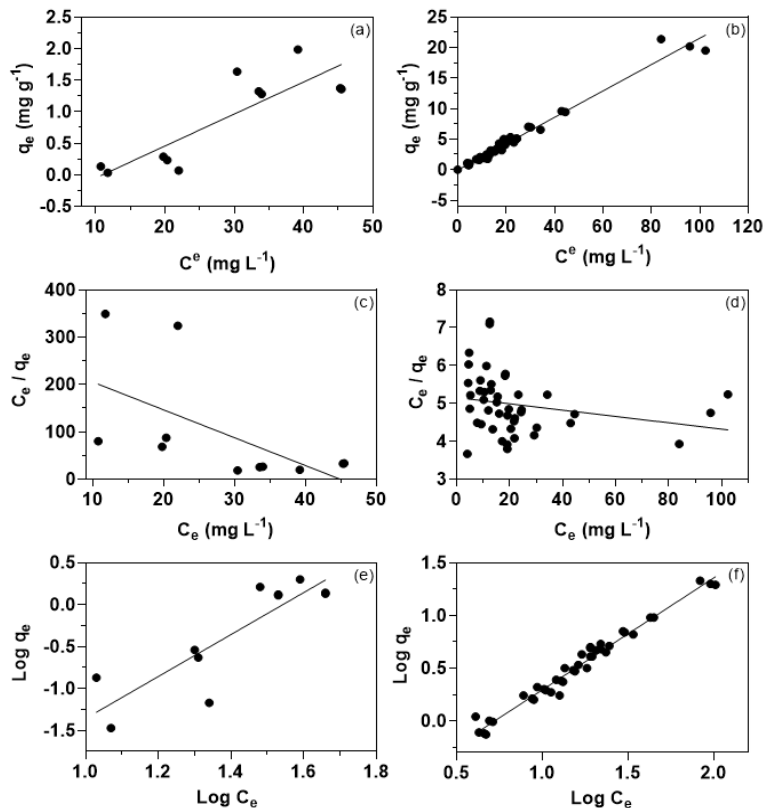 (a)
2.5
2.0
1.5
1.0
0.5
0.0
-0.5
qe (mg g⁻¹)
10 20 30 40 50
Cᵉ (mg L⁻¹)
(b)
25
20
15
10
5
0
-5
qe (mg g⁻¹)
0 20 40 60 80 100 120
Cᵉ (mg L⁻¹)
(c)
400
300
200
100
0
Ce / qe
10 20 30 40 50
Ce (mg L⁻¹)
(d)
8
7
6
5
4
3
Ce / qe
0 20 40 60 80 100 120
Ce (mg L⁻¹)
(e)
0.5
0.0
-0.5
-1.0
-1.5
Log qe
1.0 1.2 1.4 1.6 1.8
Log Ce
(f)
1.5
1.0
0.5
0.0
Log qe
0.5 1.0 1.5 2.0
Log Ce